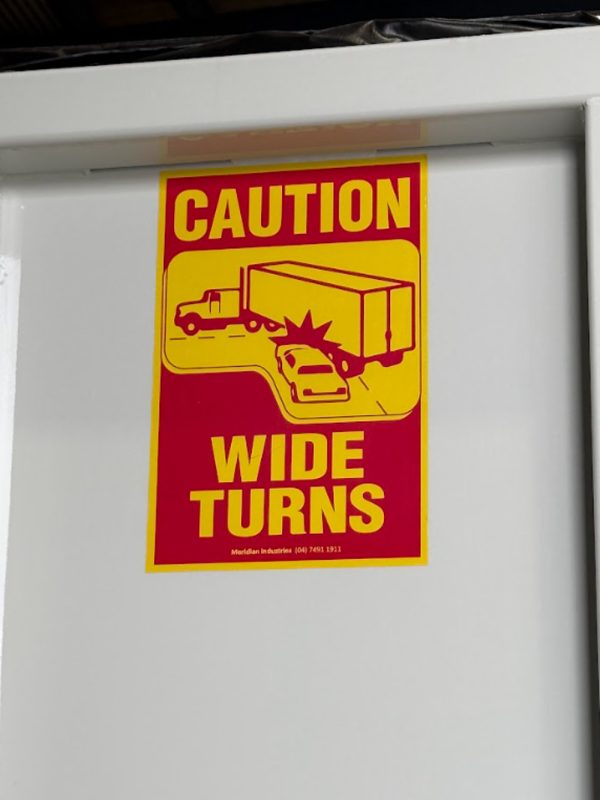 CAUTION
WIDE
TURNS
Meridian Industries (04) 7491 1911